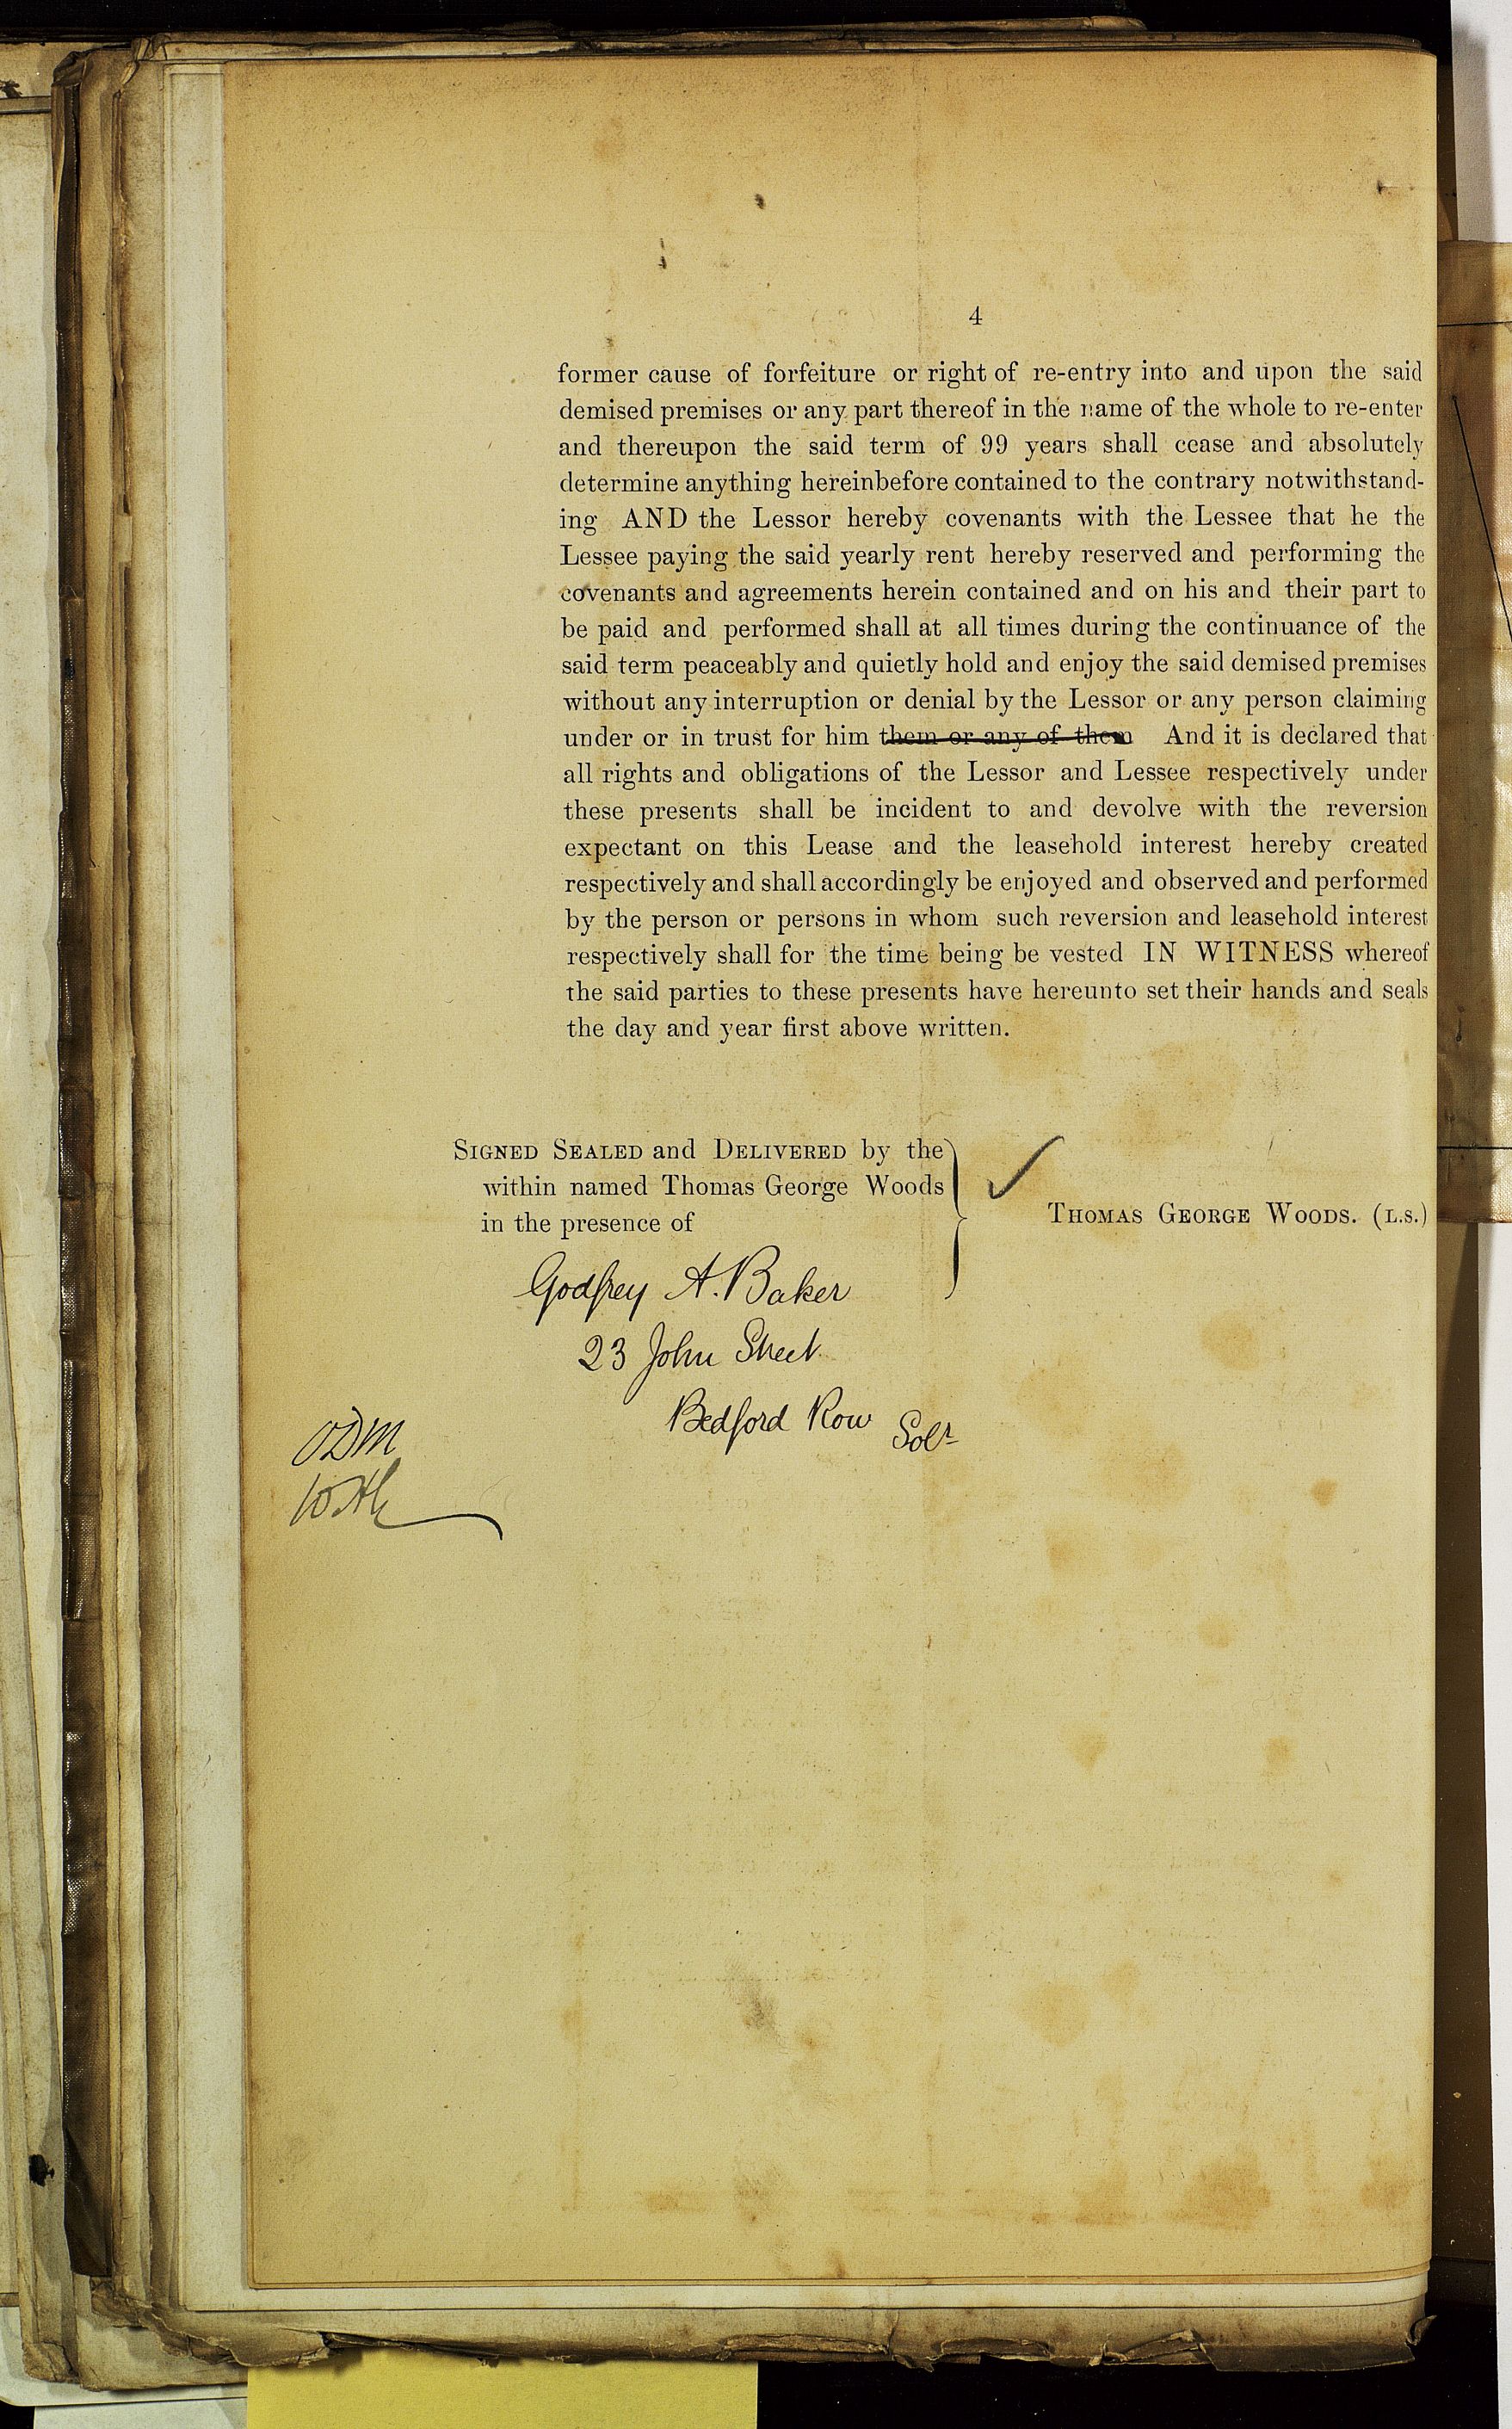 4
former cause of forfeiture or right of re-entry into and upon the said
demised premises or any part thereof in the name of the whole to re-enter
and thereupon the said term of 99 years shall cease and absolutely
determine anything hereinbefore contained to the contrary notwithstand-
ing AND the Lessor hereby covenants with the Lessee that he the
Lessee paying the said yearly rent hereby reserved and performing the
covenants and agreements herein contained and on his and their part to
be paid and performed shall at all times during the continuance of the
said term peaceably and quietly hold and enjoy the said demised premises
without any interruption or denial by the Lessor or any person claiming
under or in trust for him them or any of them And it is declared that
all rights and obligations of the Lessor and Lessee respectively under
these presents shall be incident to and devolve with the reversion
expectant on this Lease and the leasehold interest hereby created
respectively and shall accordingly be enjoyed and observed and performed
by the person or persons in whom such reversion and leasehold interest
respectively shall for the time being be vested IN WITNESS whereof
the said parties to these presents have hereunto set their hands and seals
the day and year first above written.
SIGNED SEALED and DELIVERED by the
within named Thomas George Woods
in the presence of
THOMAS GEORGE WOODS. (L.S.)
Godfrey A. Baker
23 John Street
Bedford Row Solr